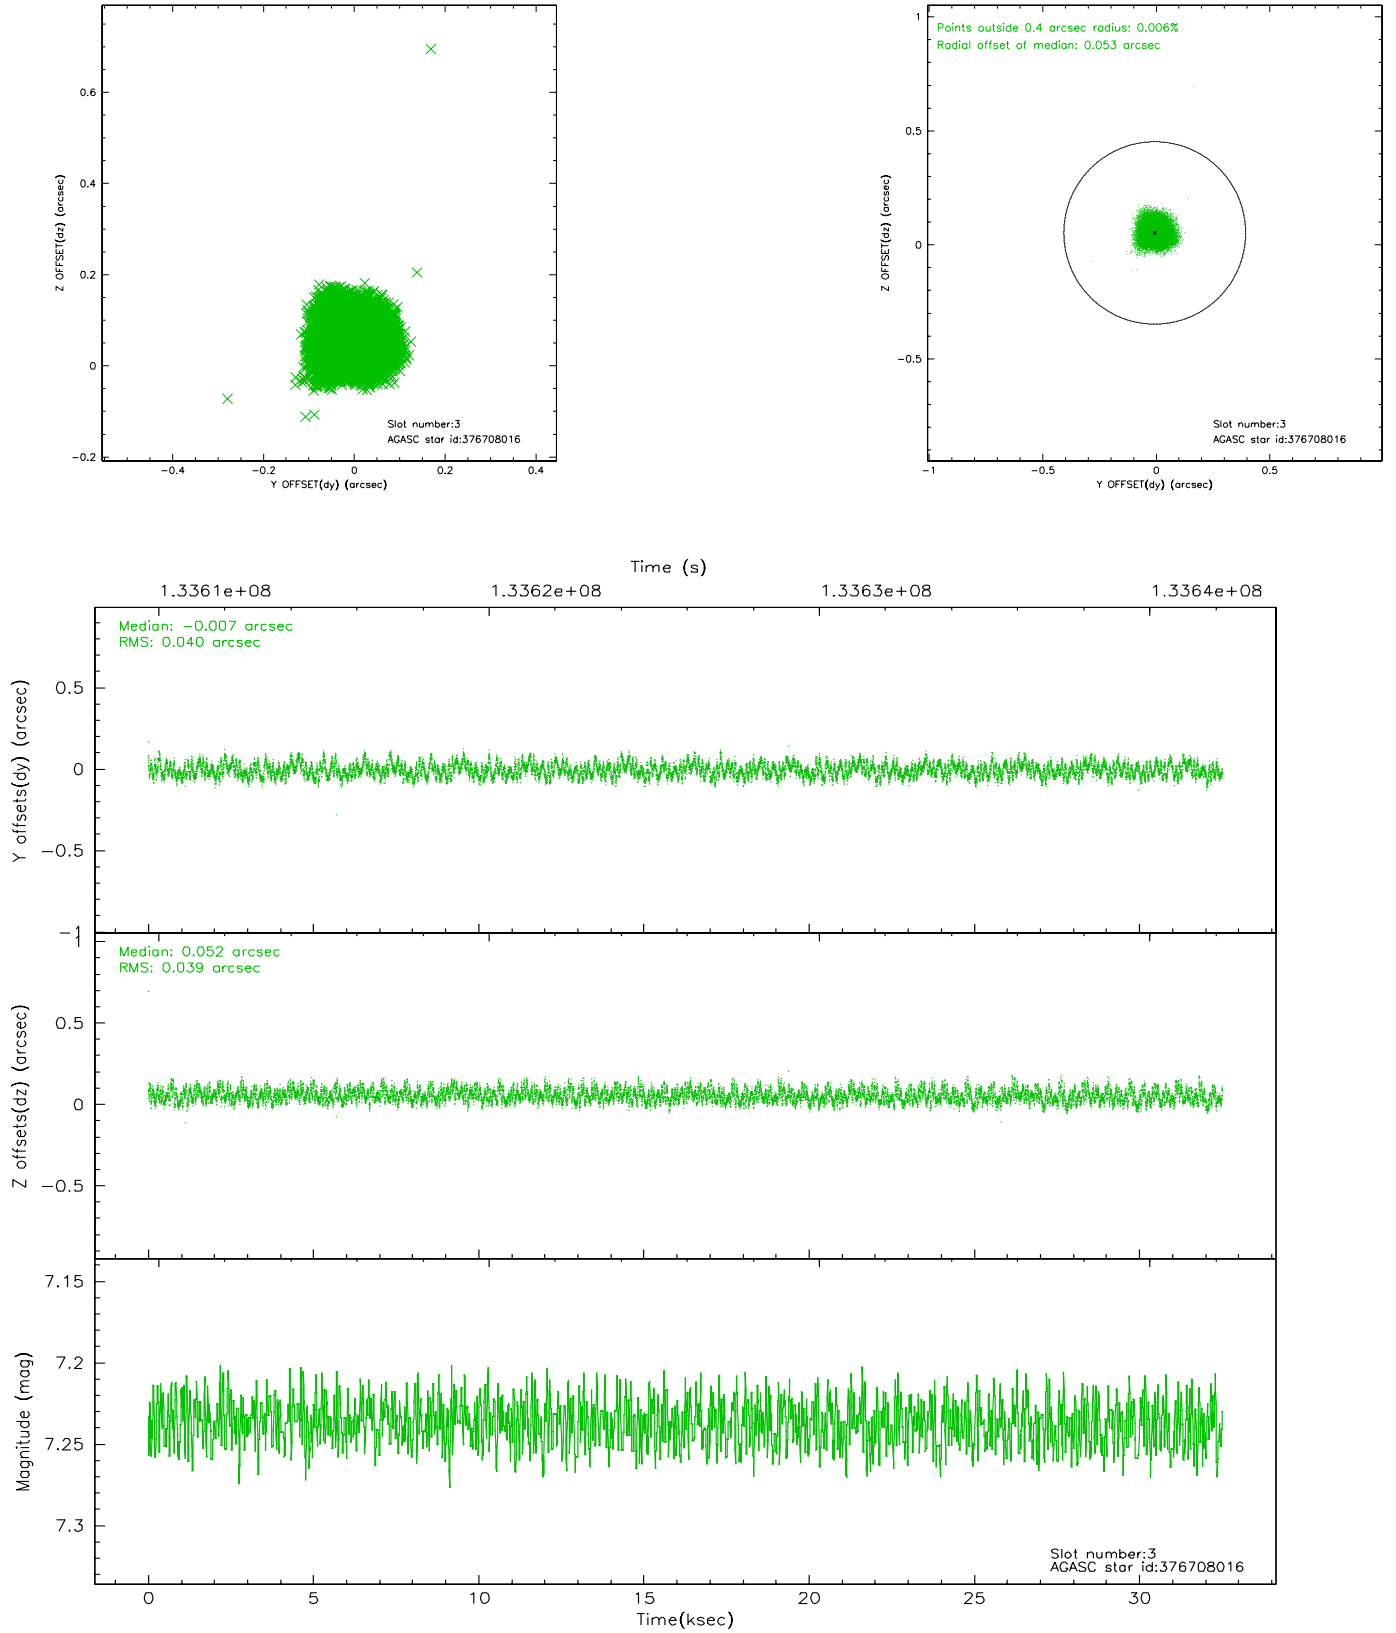 Points outside 0.4 arcsec radius: 0.006%
Radial offset of median: 0.053 arcsec
0.6
0.4
0.2
0
-0.2
Z OFFSET(dz) (arcsec)
-0.4
-0.2
0
0.2
0.4
Y OFFSET(dy) (arcsec)
Slot number:3
AGASC star id:376708016
1
0.5
0
-0.5
Z OFFSET(dz) (arcsec)
-1
-0.5
0
0.5
Y OFFSET(dy) (arcsec)
Slot number:3
AGASC star id:376708016
Time (s)
1.3361e+08
1.3362e+08
1.3363e+08
1.3364e+08
Median: -0.007 arcsec
RMS: 0.040 arcsec
0.5
0
-0.5
-1
Y offsets(dy) (arcsec)
Median: 0.052 arcsec
RMS: 0.039 arcsec
1
0.5
0
-0.5
Z offsets(dz) (arcsec)
7.15
7.2
7.25
7.3
Magnitude (mag)
Slot number:3
AGASC star id:376708016
0
5
10
15
20
25
30
Time(ksec)